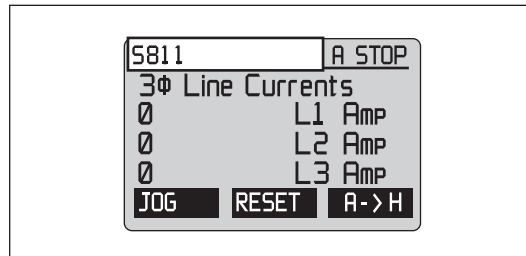 S811 A STOP
3Φ Line Currents
0 L1 Amp
0 L2 Amp
0 L3 Amp
JOG RESET A->H